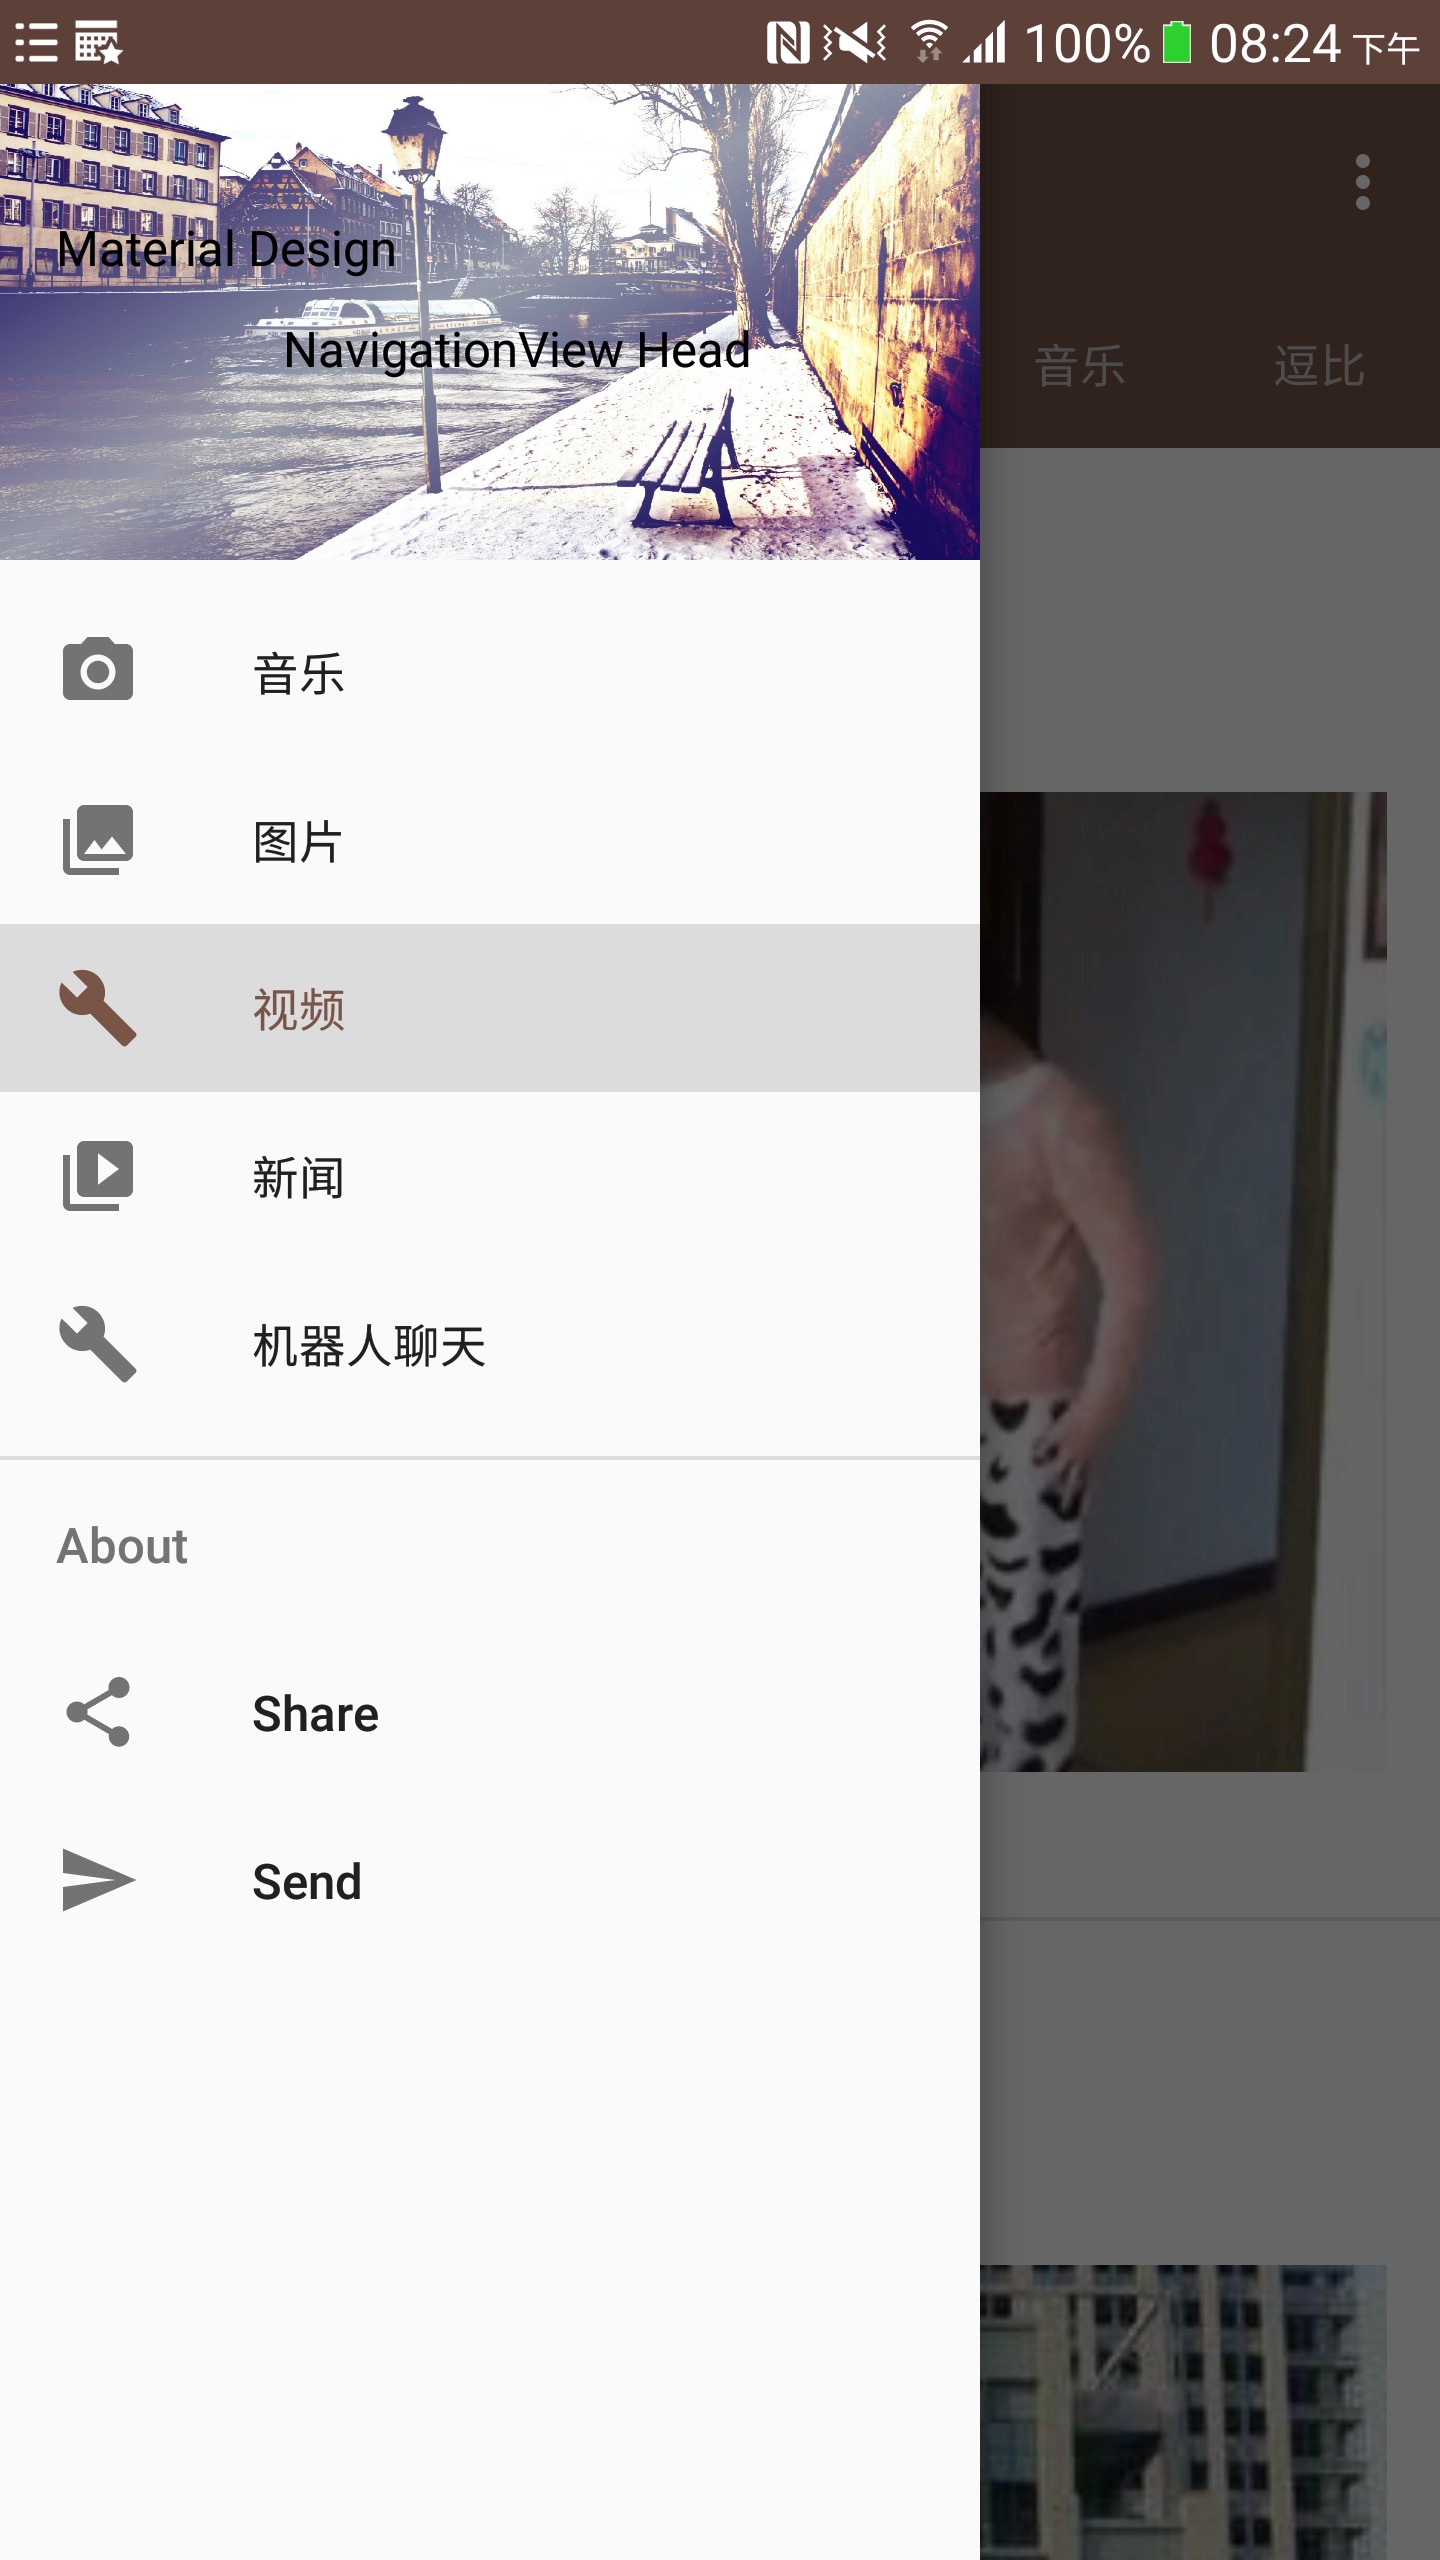 100% 08:24 下午
Material Design
NavigationView Head
音乐 逗比
音乐
图片
视频
新闻
机器人聊天
About
Share
Send